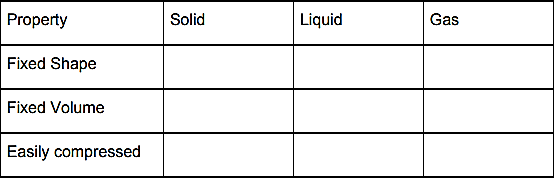 Property Solid Liquid Gas
Fixed Shape
Fixed Volume
Easily compressed